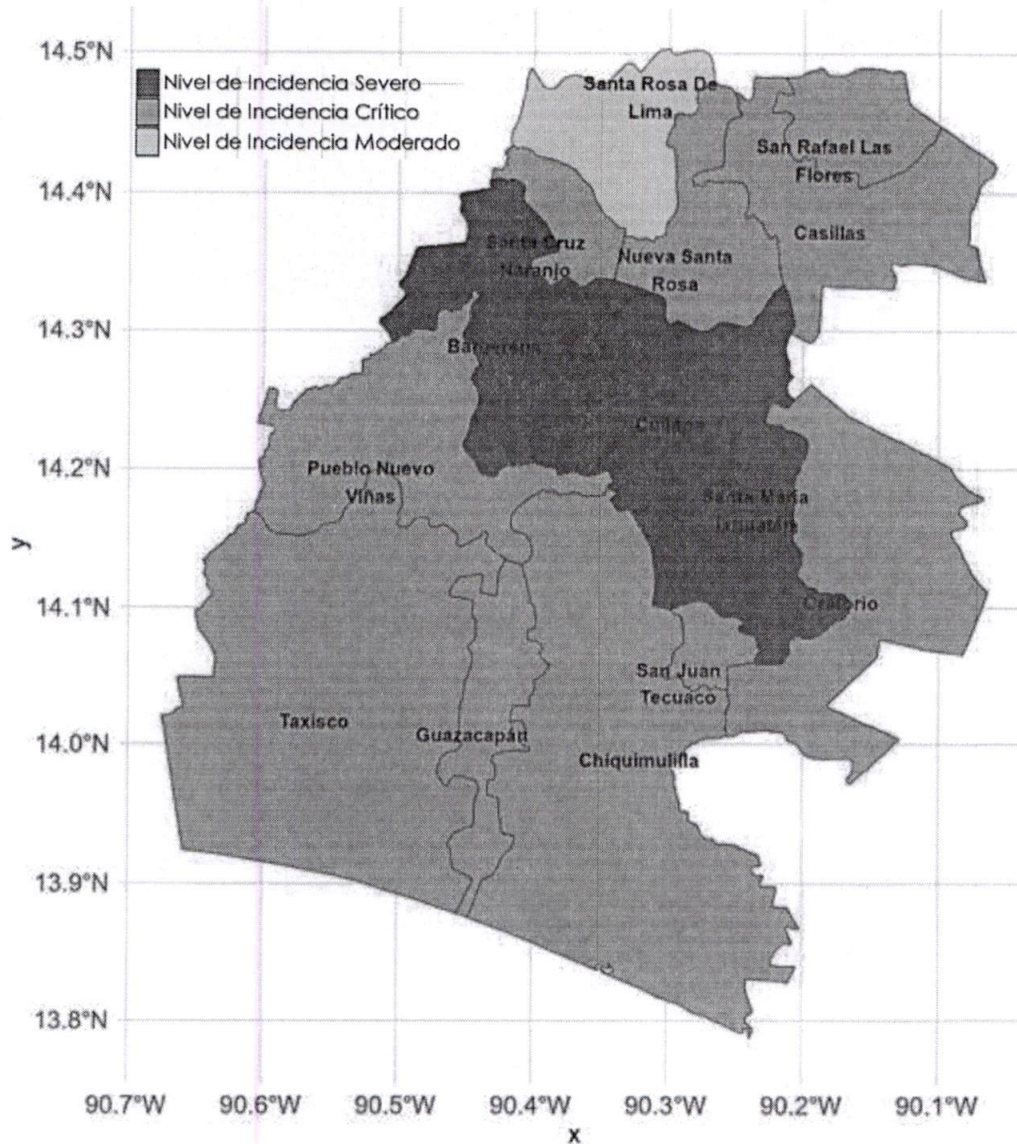 14.5°N
14.4°N
14.3°N
14.2°N
14.1°N
14.0°N
13.9°N
13.8°N
y
Nivel de Incidencia Severo
Nivel de Incidencia Crítico
Nivel de Incidencia Moderado
Santa Rosa De
Lima
San Rafael Las
Flores
Casillas
Santa Cruz
Naranjo
Nueva Santa
Rosa
Barberena
Cuilapa
Pueblo Nuevo
Viñas
Santa María
Ixhuatán
Oratorio
San Juan
Tecuaco
Taxisco
Guazacapán
Chiquimulilla
90.7°W
90.6°W
90.5°W
90.4°W
90.3°W
90.2°W
90.1°W
x